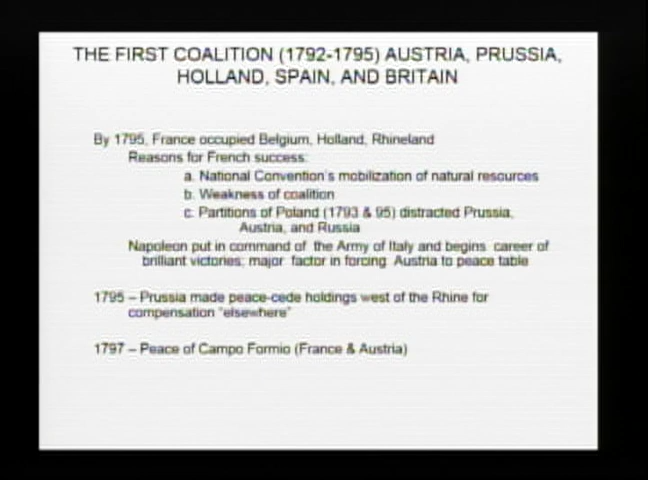 THE FIRST COALITION (1792-1795) AUSTRIA, PRUSSIA,
HOLLAND, SPAIN, AND BRITAIN
By 1795, France occupied Belgium, Holland, Rhineland
Reasons for French success:
a. National Convention's mobilization of natural resources
b. Weakness of coalition
c. Partitions of Poland (1793 & 95) distracted Prussia,
Austria, and Russia
Napoleon put in command of the Army of Italy and begins career of
brilliant victories; major factor in forcing Austria to peace table
1795 – Prussia made peace-cede holdings west of the Rhine for
compensation "elsewhere"
1797 – Peace of Campo Formio (France & Austria)